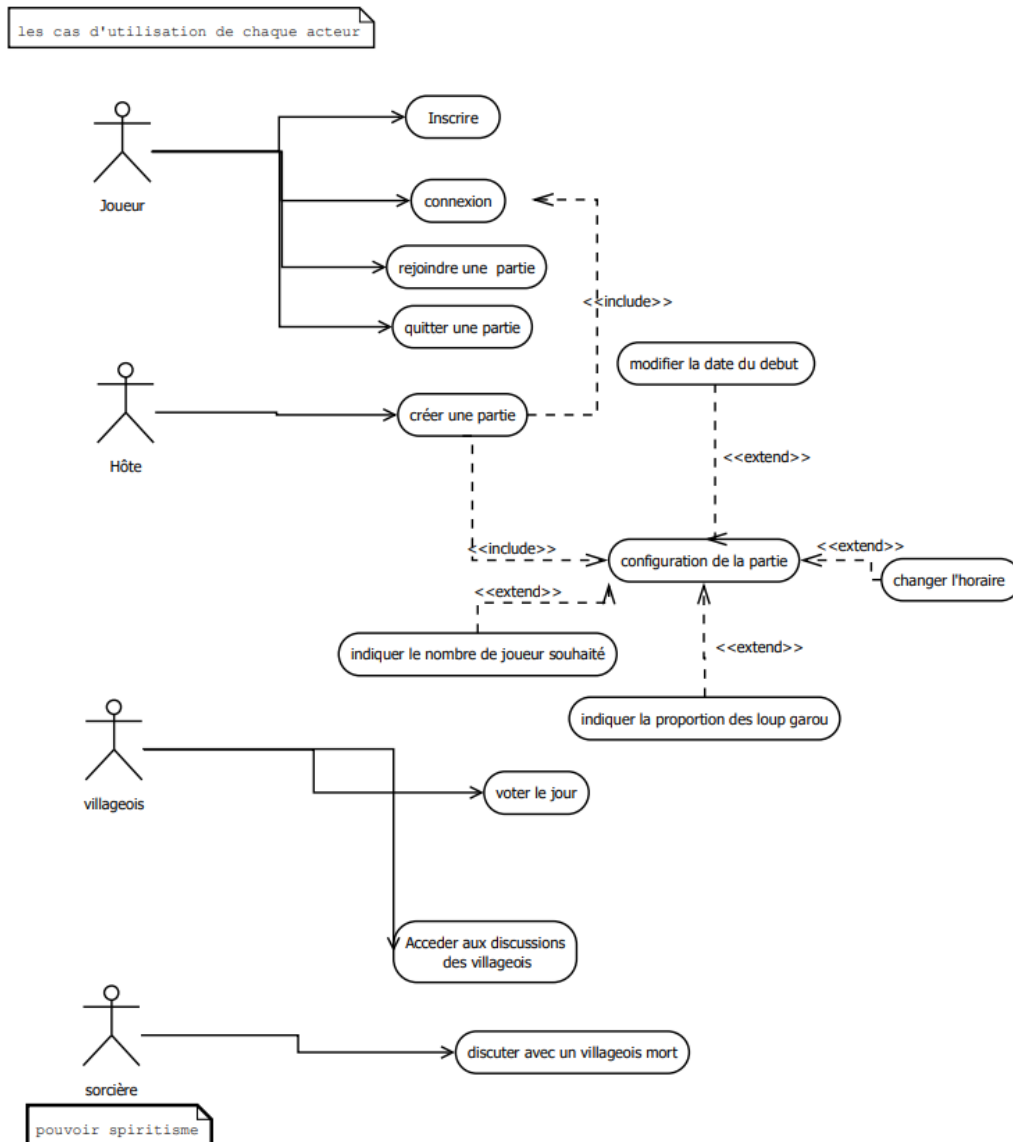 les cas d'utilisation de chaque acteur
Inscrire
Joueur
connexion
rejoindre une partie
<<include>>
quitter une partie
modifier la date du debut
Hôte
créer une partie
<<extend>>
<<include>>
configuration de la partie
<<extend>>
changer l'horaire
<<extend>>
indiquer le nombre de joueur souhaité
<<extend>>
indiquer la proportion des loup garou
villageois
voter le jour
Acceder aux discussions
des villageois
sorcière
discuter avec un villageois mort
pouvoir spiritisme